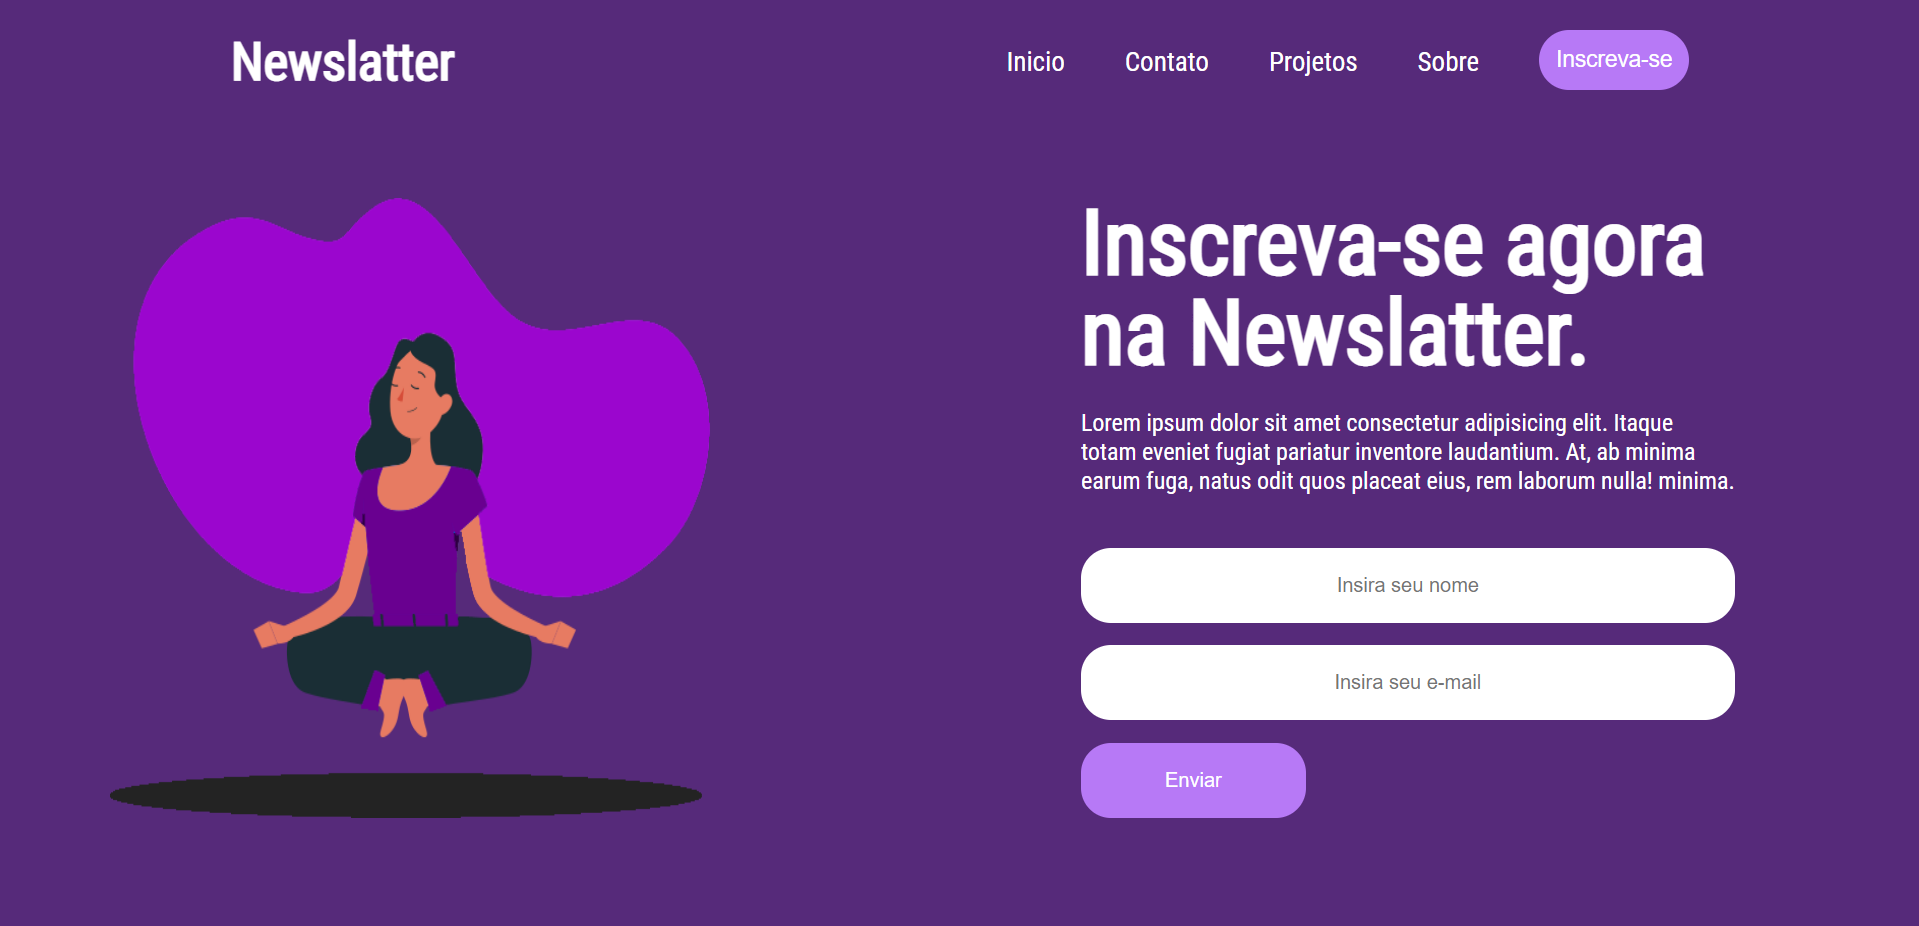 Newslatter
Inicio Contato Projetos Sobre Inscreva-se
Inscreva-se agora
na Newslatter.
Lorem ipsum dolor sit amet consectetur adipisicing elit. Itaque
totam eveniet fugiat pariatur inventore laudantium. At, ab minima
earum fuga, natus odit quos placeat eius, rem laborum nulla! minima.
Insira seu nome
Insira seu e-mail
Enviar